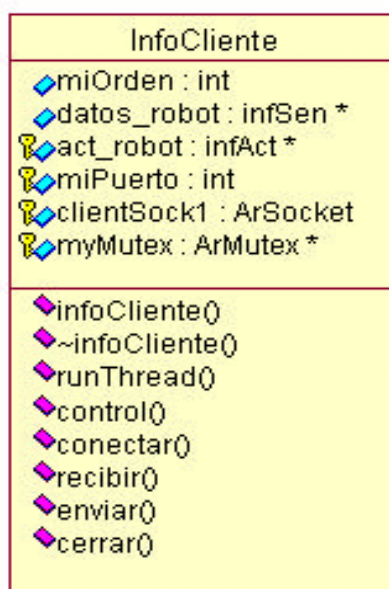 InfoCliente
miOrden : int
datos_robot : infSen *
act_robot : infAct *
miPuerto : int
clientSock1 : ArSocket
myMutex : ArMutex *
infoCliente()
~infoCliente()
runThread()
control()
conectar()
recibir()
enviar()
cerrar()